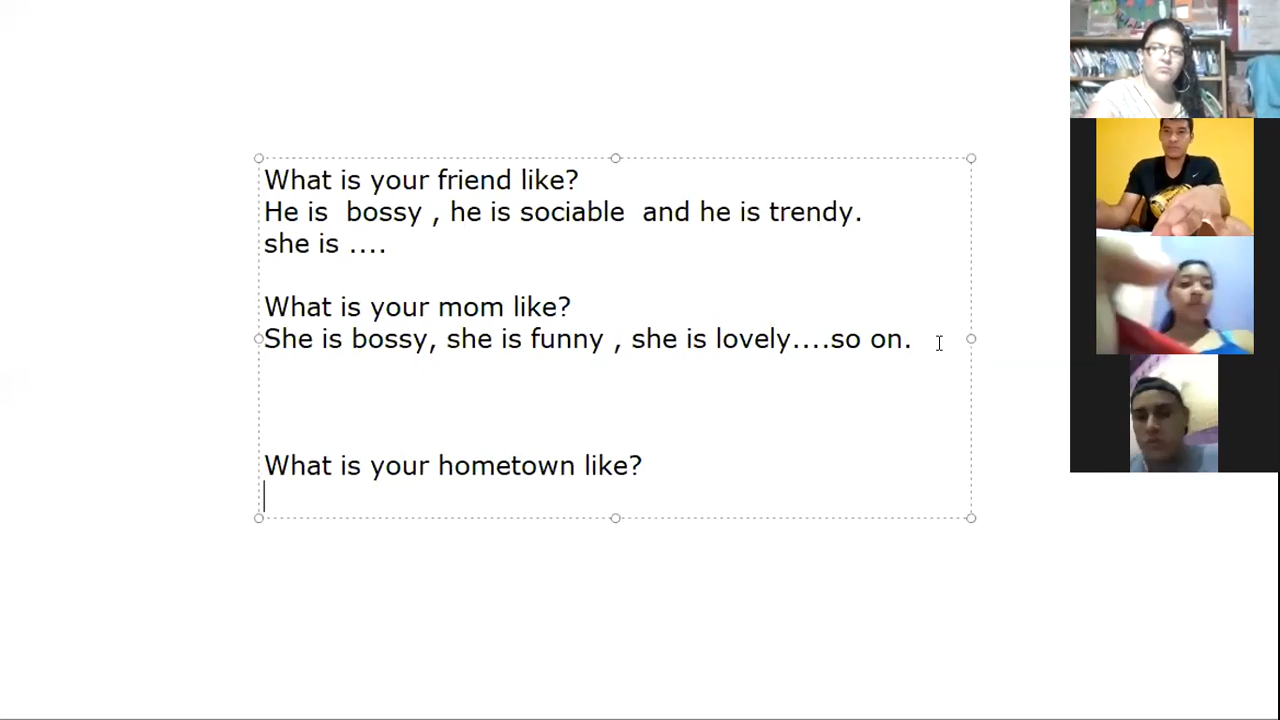 What is your friend like?
He is  bossy , he is sociable  and he is trendy.
she is ....
What is your mom like?
She is bossy, she is funny , she is lovely....so on.
What is your hometown like?